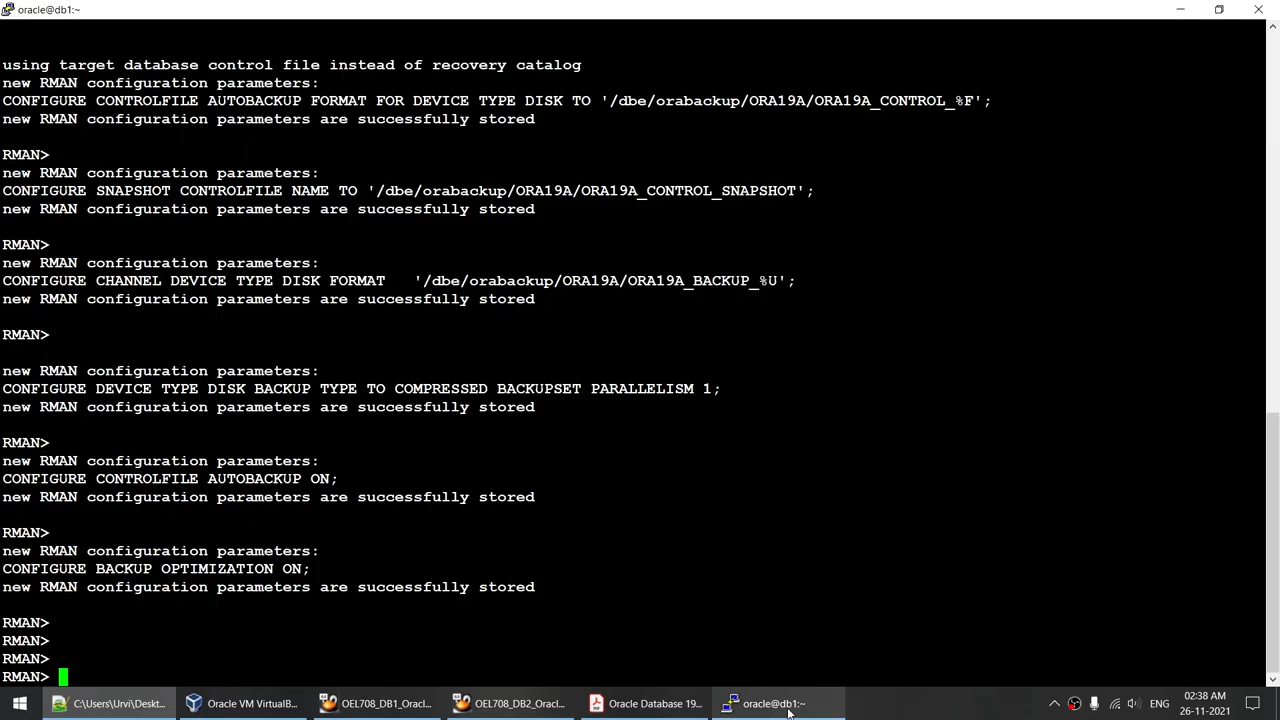 oracle@db1:~
using target database control file instead of recovery catalog
new RMAN configuration parameters:
CONFIGURE CONTROLFILE AUTOBACKUP FORMAT FOR DEVICE TYPE DISK TO '/dbe/orabackup/ORA19A/ORA19A_CONTROL_%F';
new RMAN configuration parameters are successfully stored
RMAN>
new RMAN configuration parameters:
CONFIGURE SNAPSHOT CONTROLFILE NAME TO '/dbe/orabackup/ORA19A/ORA19A_CONTROL_SNAPSHOT';
new RMAN configuration parameters are successfully stored
RMAN>
new RMAN configuration parameters:
CONFIGURE CHANNEL DEVICE TYPE DISK FORMAT   '/dbe/orabackup/ORA19A/ORA19A_BACKUP_%U';
new RMAN configuration parameters are successfully stored
RMAN>
new RMAN configuration parameters:
CONFIGURE DEVICE TYPE DISK BACKUP TYPE TO COMPRESSED BACKUPSET PARALLELISM 1;
new RMAN configuration parameters are successfully stored
RMAN>
new RMAN configuration parameters:
CONFIGURE CONTROLFILE AUTOBACKUP ON;
new RMAN configuration parameters are successfully stored
RMAN>
new RMAN configuration parameters:
CONFIGURE BACKUP OPTIMIZATION ON;
new RMAN configuration parameters are successfully stored
RMAN>
RMAN>
RMAN>
RMAN>
C:\Users\Urvi\Deskt... Oracle VM VirtualB... OEL708_DB1_Oracl... OEL708_DB2_Oracl... Oracle Database 19... oracle@db1:~ ENG 02:38 AM
26-11-2021